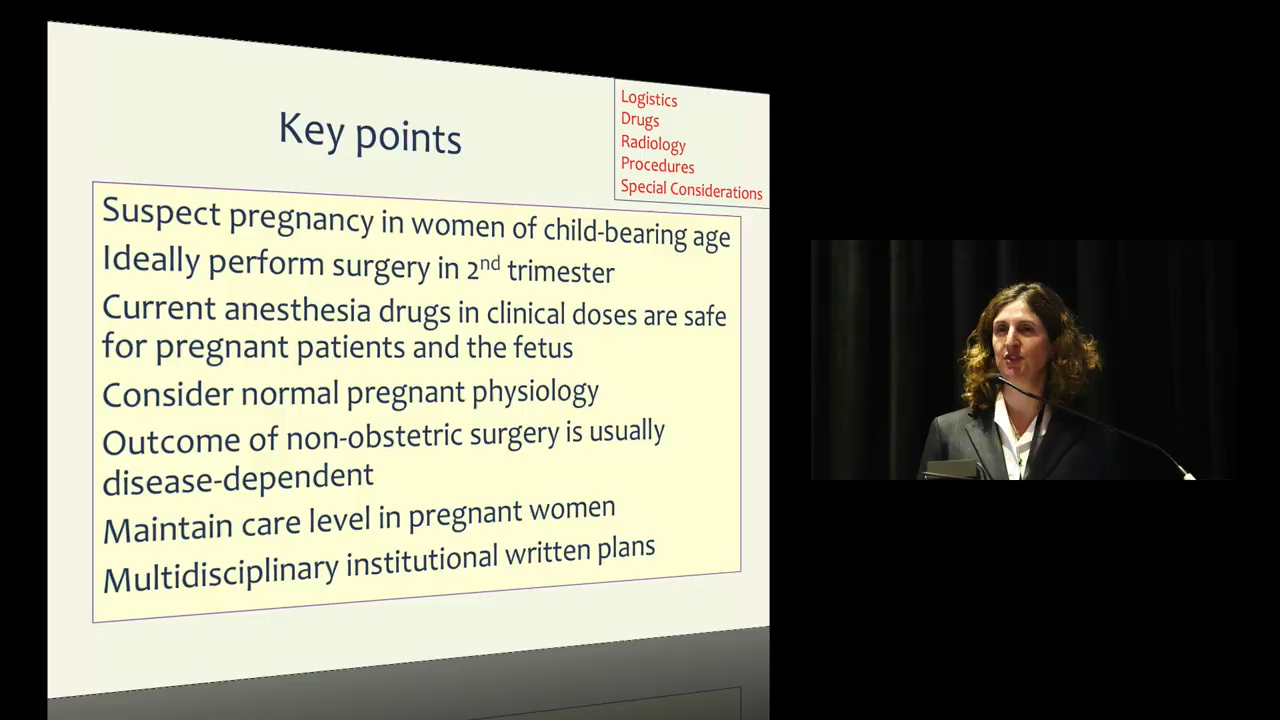 Key points
Logistics
Drugs
Radiology
Procedures
Special Considerations
Suspect pregnancy in women of child-bearing age
Ideally perform surgery in 2nd trimester
Current anesthesia drugs in clinical doses are safe
for pregnant patients and the fetus
Consider normal pregnant physiology
Outcome of non-obstetric surgery is usually
disease-dependent
Maintain care level in pregnant women
Multidisciplinary institutional written plans